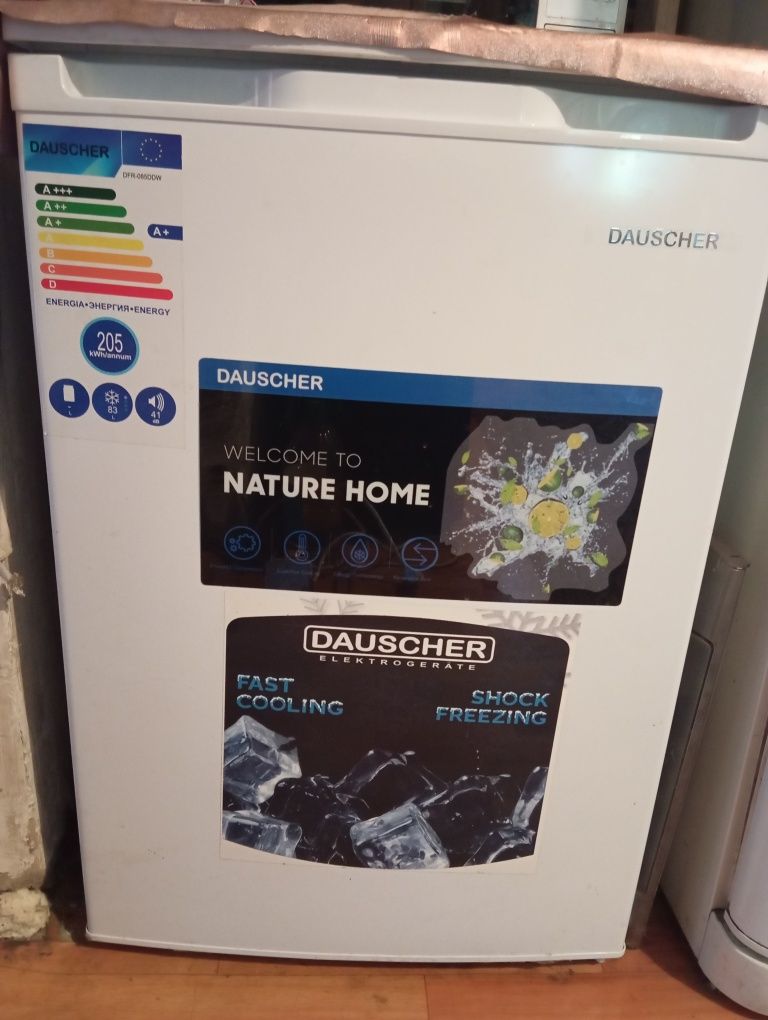 DAUSCHER
DFR-085DDW
A +++
A ++
A +
A+
A
B
C
D
ENERGIA•ЭНЕРГИЯ•ENERGY
205
kWh/annum
- L
83
L
41
dB
DAUSCHER
DAUSCHER
WELCOME TO
NATURE HOME
DAUSCHER
ELEKTROGERÄTE
FAST
COOLING
SHOCK
FREEZING